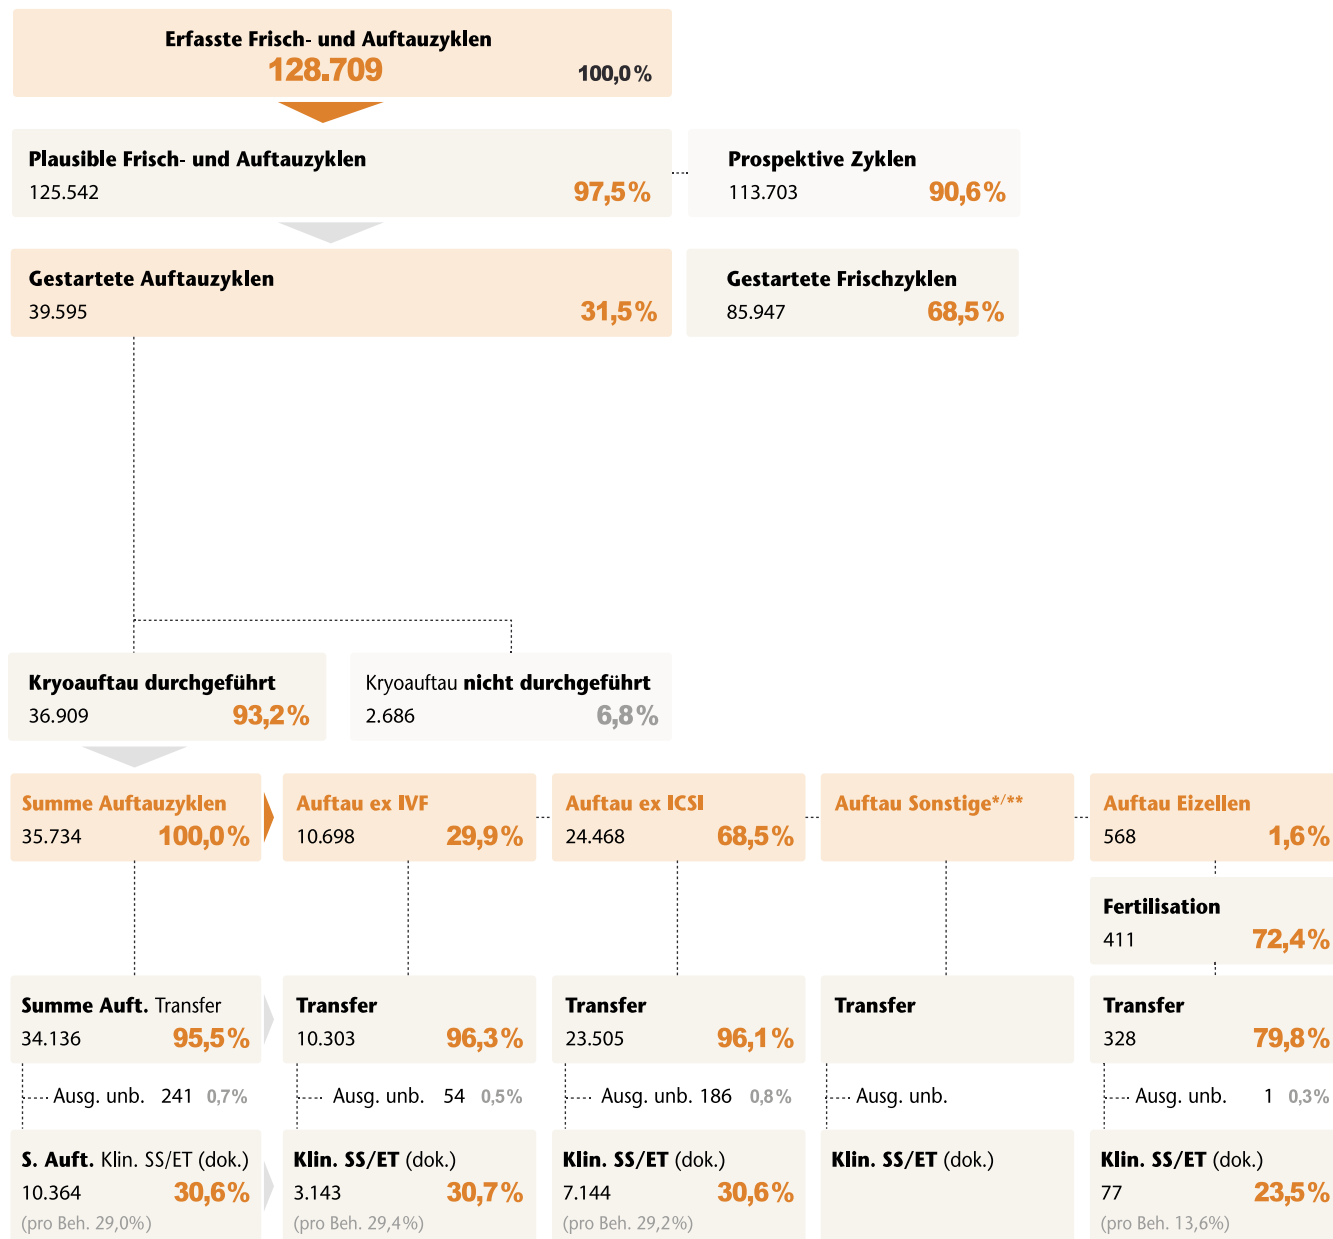 Erfasste Frisch- und Auftauzyklen
128.709 100,0%
Plausible Frisch- und Auftauzyklen
125.542 97,5%
Prospektive Zyklen
113.703 90,6%
Gestartete Auftauzyklen
39.595 31,5%
Gestartete Frischzyklen
85.947 68,5%
Kryoauftau durchgeführt
36.909 93,2%
Kryoauftau nicht durchgeführt
2.686 6,8%
Summe Auftauzyklen
35.734 100,0%
Auftau ex IVF
10.698 29,9%
Auftau ex ICSI
24.468 68,5%
Auftau Sonstige*/**
Auftau Eizellen
568 1,6%
Fertilisation
411 72,4%
Summe Auft. Transfer
34.136 95,5%
Transfer
10.303 96,3%
Transfer
23.505 96,1%
Transfer
Transfer
328 79,8%
Ausg. unb. 241 0,7%
Ausg. unb. 54 0,5%
Ausg. unb. 186 0,8%
Ausg. unb.
Ausg. unb. 1 0,3%
S. Auft. Klin. SS/ET (dok.)
10.364 30,6%
(pro Beh. 29,0%)
Klin. SS/ET (dok.)
3.143 30,7%
(pro Beh. 29,4%)
Klin. SS/ET (dok.)
7.144 30,6%
(pro Beh. 29,2%)
Klin. SS/ET (dok.)
Klin. SS/ET (dok.)
77 23,5%
(pro Beh. 13,6%)